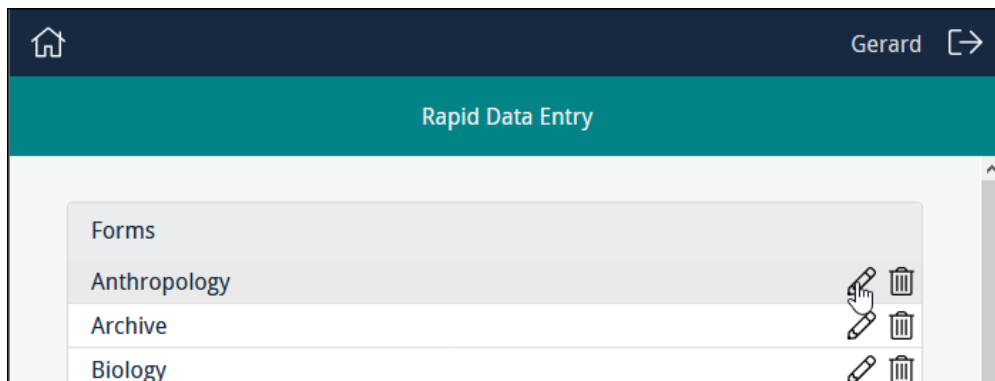 Gerard
Rapid Data Entry
Forms
Anthropology
Archive
Biology